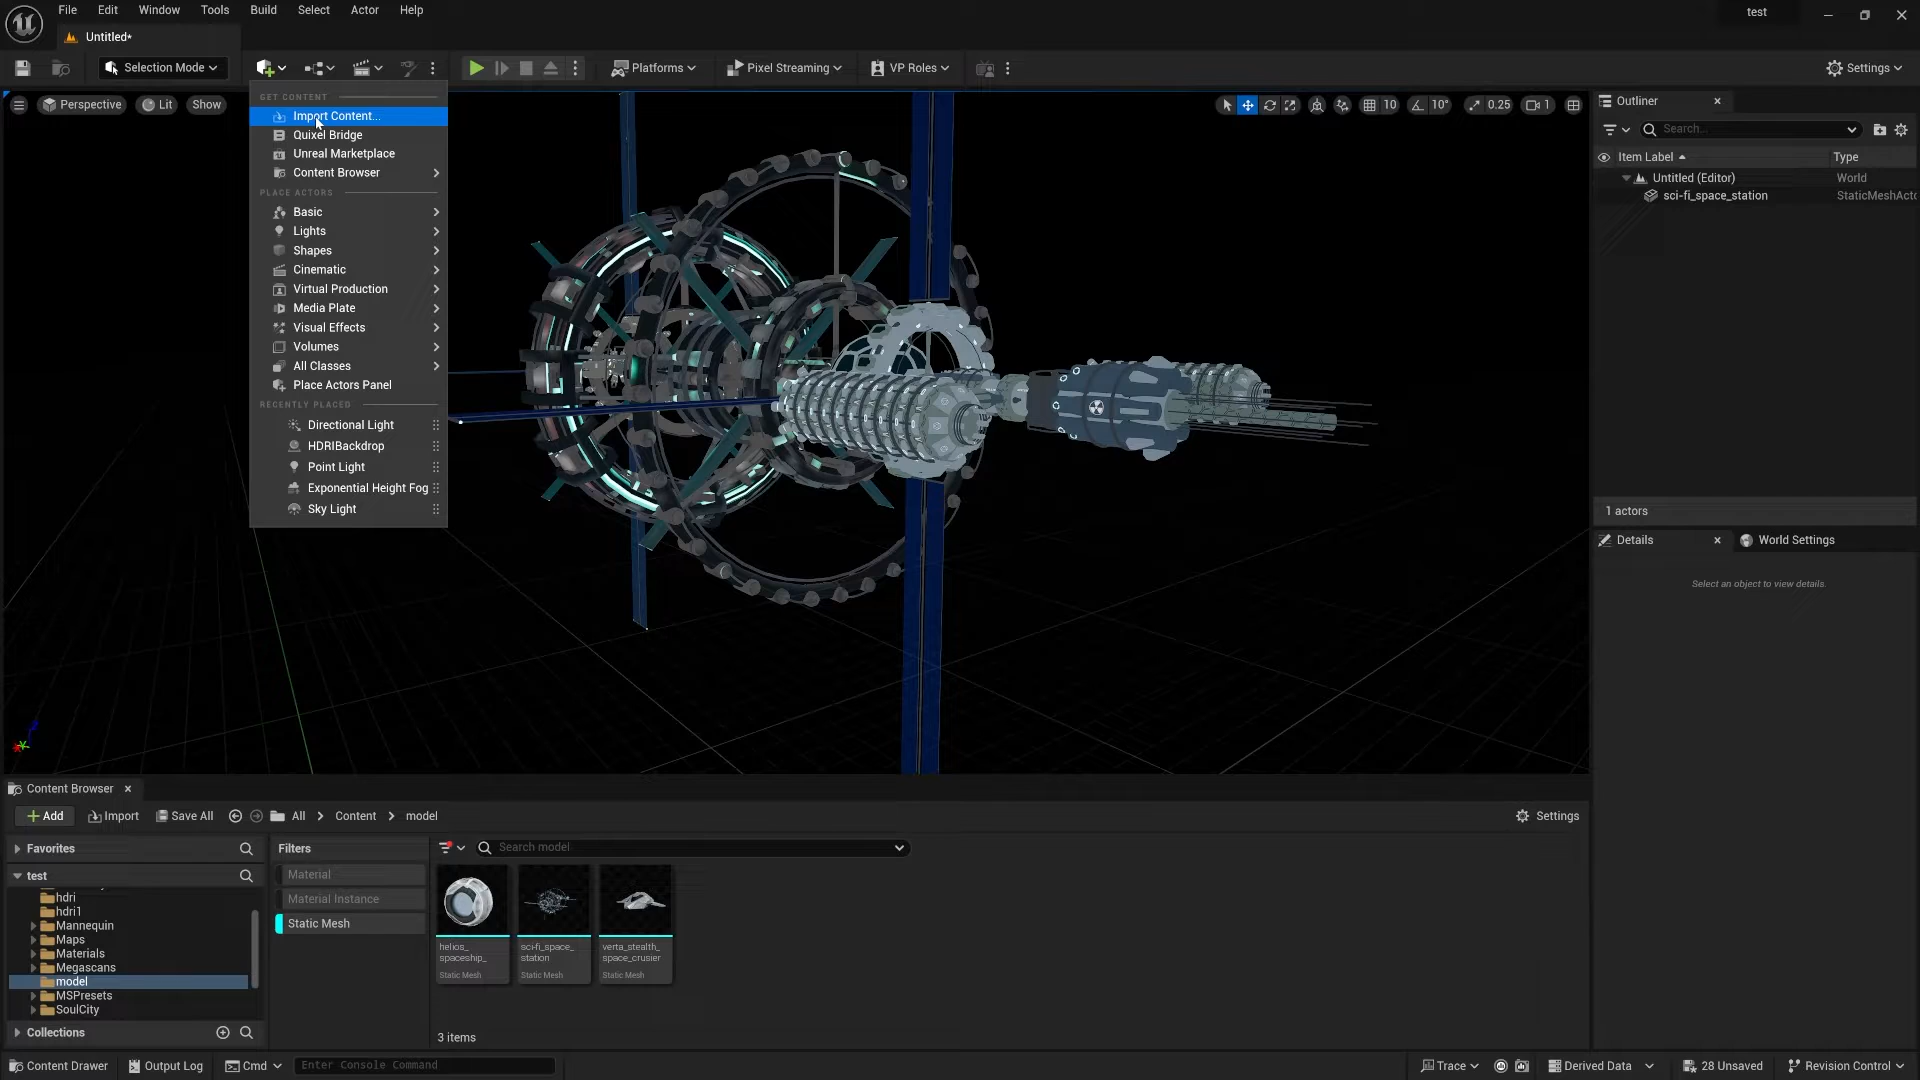 File Edit Window Tools Build Select Actor Help
test
Untitled*
Selection Mode
Platforms
Pixel Streaming
VP Roles
Settings
Perspective
Lit
Show
10
10°
0.25
1
GET CONTENT
Import Content...
Quixel Bridge
Unreal Marketplace
Content Browser
PLACE ACTORS
Basic
Lights
Shapes
Cinematic
Virtual Production
Media Plate
Visual Effects
Volumes
All Classes
Place Actors Panel
RECENTLY PLACED
Directional Light
HDRIBackdrop
Point Light
Exponential Height Fog
Sky Light
Outliner
Search...
Item Label
Type
Untitled (Editor)
World
sci-fi_space_station
StaticMeshActo
1 actors
Details
World Settings
Select an object to view details.
Content Browser
Add
Import
Save All
All
Content
model
Settings
Favorites
test
hdri
hdri1
Mannequin
Maps
Materials
Megascans
model
MSPresets
SoulCity
Collections
Filters
Material
Material Instance
Static Mesh
Search model
helios_
spaceship_
Static Mesh
sci-fi_space_
station
Static Mesh
verta_stealth_
space_crusier
Static Mesh
3 items
Content Drawer
Output Log
Cmd
Enter Console Command
Trace
Derived Data
28 Unsaved
Revision Control